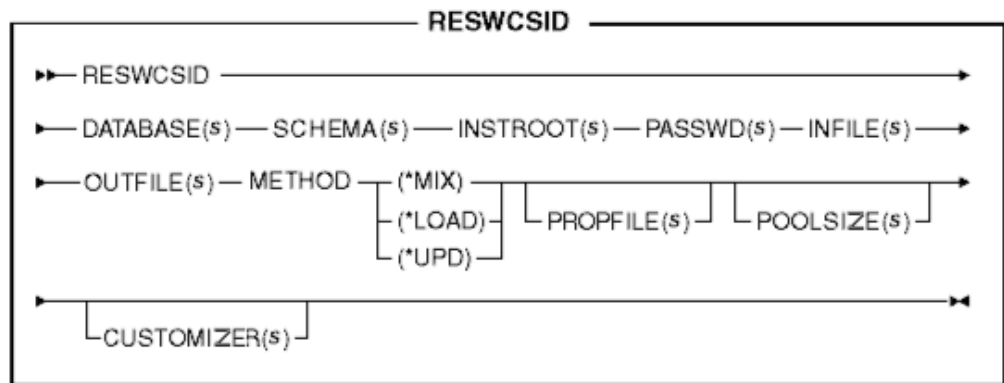 RESWCSID
RESWCSID
DATABASE(s) SCHEMA(s) INSTROOT(s) PASSWD(s) INFILE(s)
OUTFILE(s) METHOD (*MIX)
(*LOAD) PROPFILE(s) POOLSIZE(s)
(*UPD)
CUSTOMIZER(s)